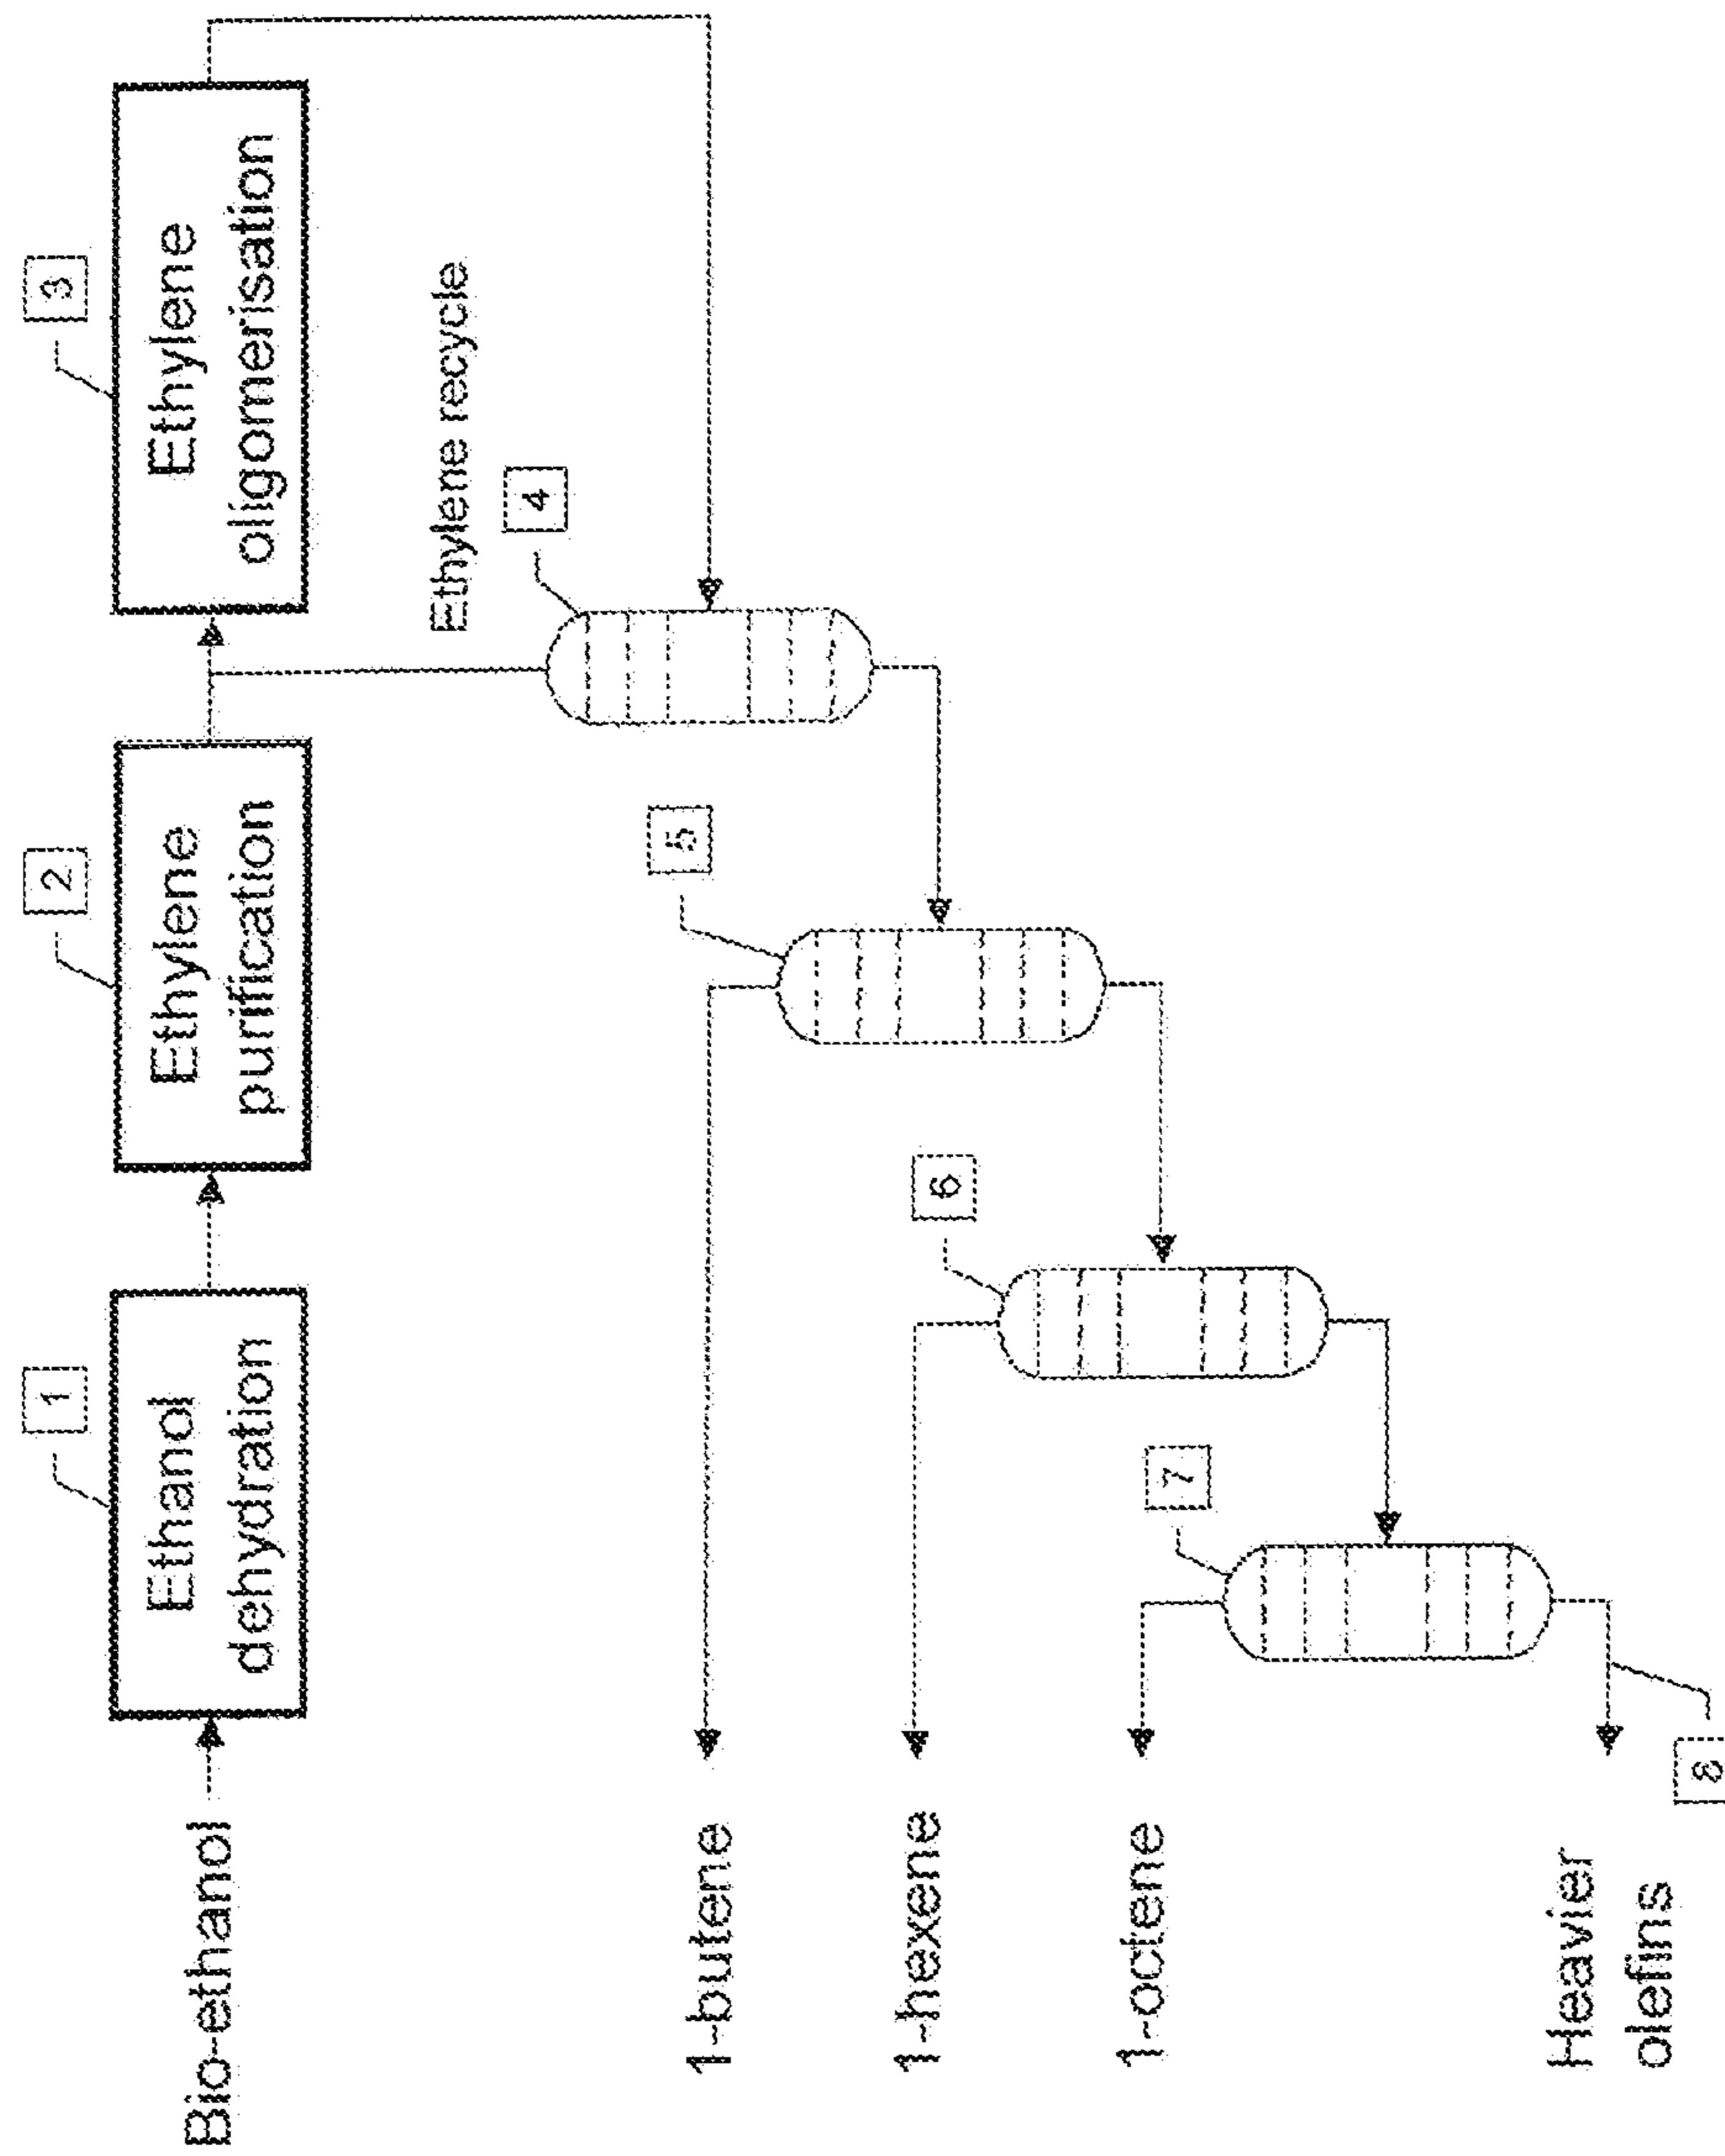 Bio-ethanol
1
Ethanol
dehydration
2
Ethylene
purification
3
Ethylene
oligomerisation
Ethylene recycle
4
5
1-butene
6
1-hexene
7
1-octene
Heavier
olefins
8